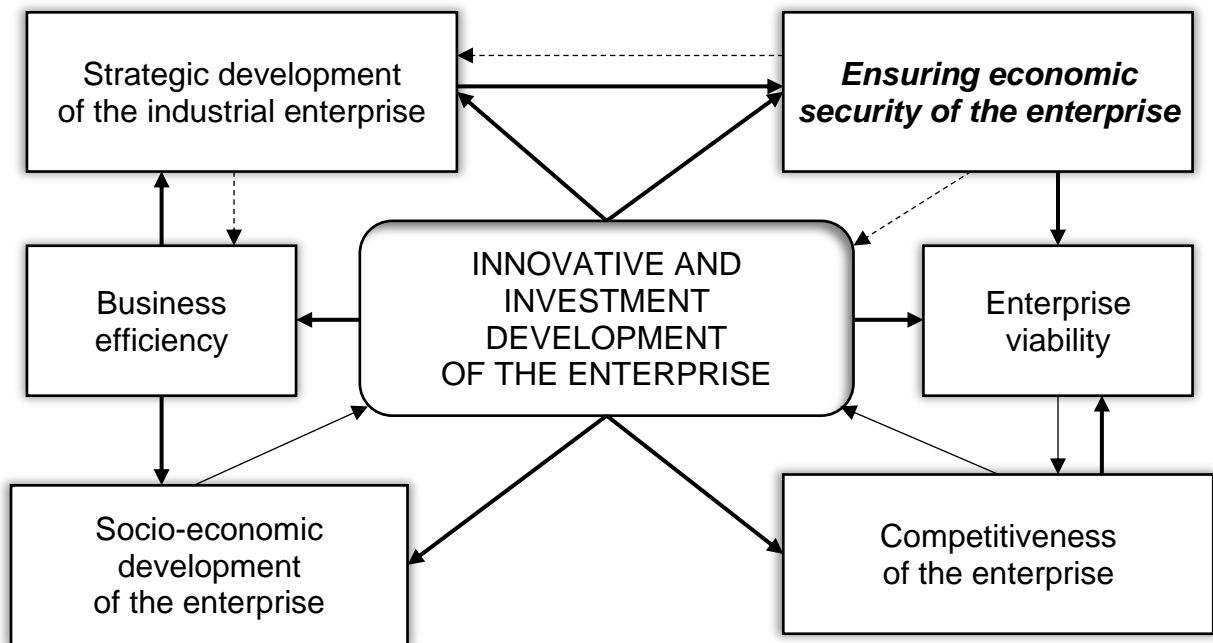 Strategic development
of the industrial enterprise
Ensuring economic
security of the enterprise
Business
efficiency
INNOVATIVE AND
INVESTMENT
DEVELOPMENT
OF THE ENTERPRISE
Enterprise
viability
Socio-economic
development
of the enterprise
Competitiveness
of the enterprise